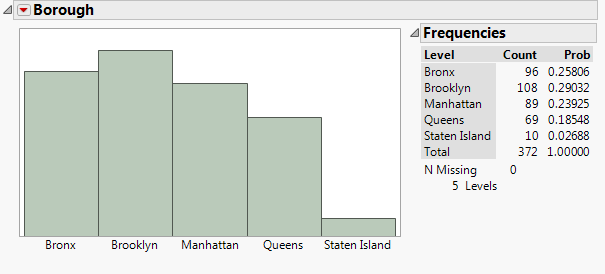 Borough
Frequencies
Level Count Prob
Bronx 96 0.25806
Brooklyn 108 0.29032
Manhattan 89 0.23925
Queens 69 0.18548
Staten Island 10 0.02688
Total 372 1.00000
N Missing 0
5 Levels
Bronx Brooklyn Manhattan Queens Staten Island